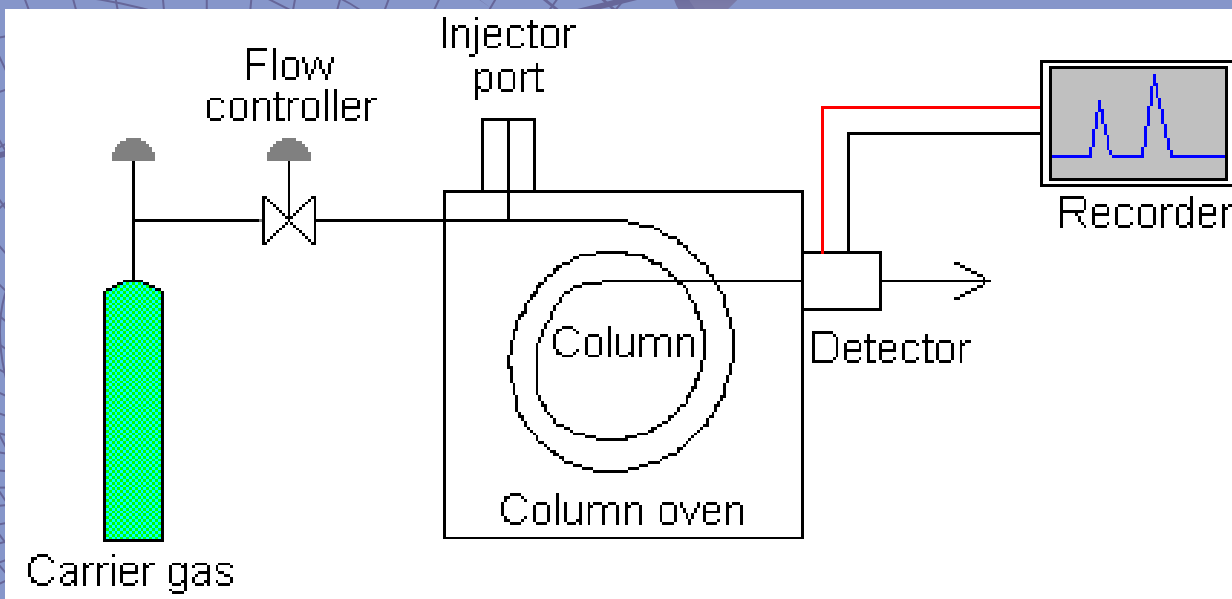 Injector
port
Flow
controller
Recorder
Column
Detector
Column oven
Carrier gas